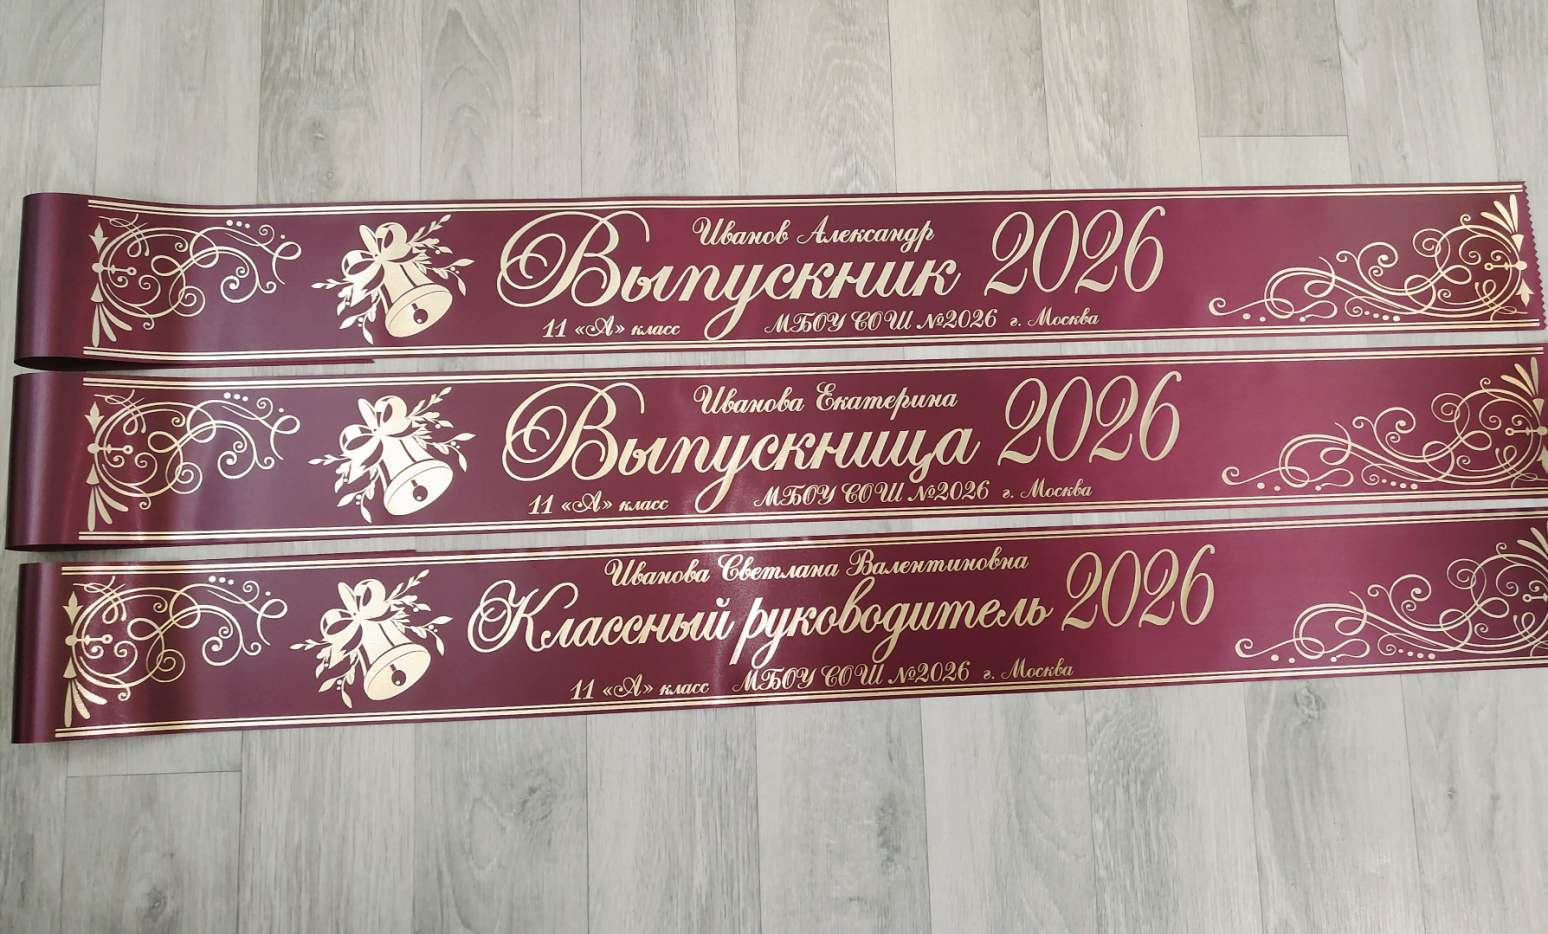 Иванов Александр
Выпускник 2026
11 «А» класс МБОУ СОШ №2026 г. Москва
Иванова Екатерина
Выпускница 2026
11 «А» класс МБОУ СОШ №2026 г. Москва
Иванова Светлана Валентиновна
Классный руководитель 2026
11 «А» класс МБОУ СОШ №2026 г. Москва